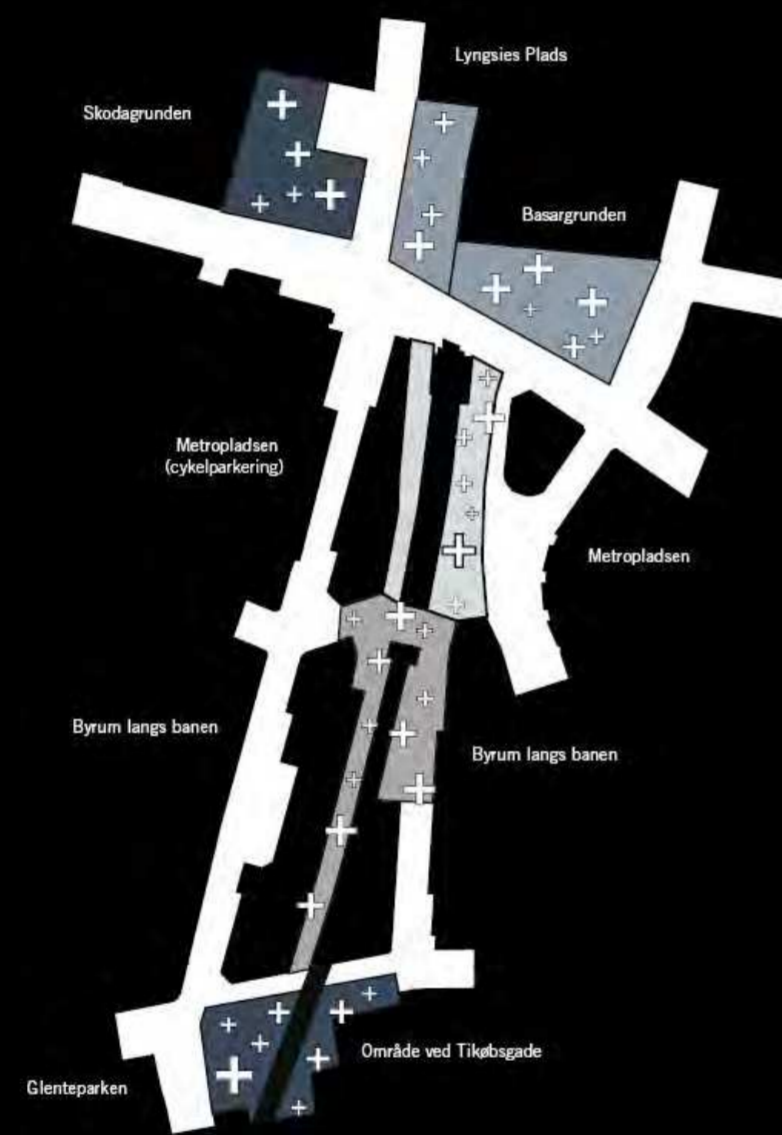 Lyngsies Plads
Skodagrunden
Basargrunden
Metropladsen
(cykelparkering)
Metropladsen
Byrum langs banen
Byrum langs banen
Område ved Tikøbsgade
Glenteparken